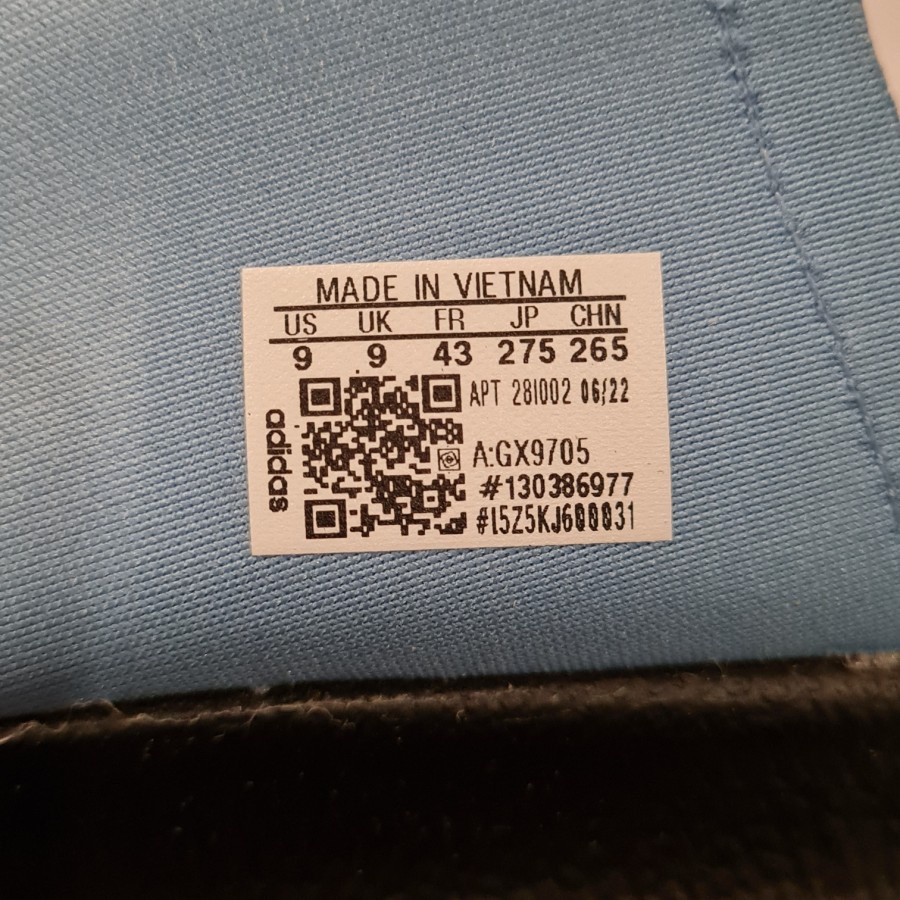 MADE IN VIETNAM
US UK FR JP CHN
9 9 43 275 265
APT 281002 06/22
adidas
A:GX9705
#130386977